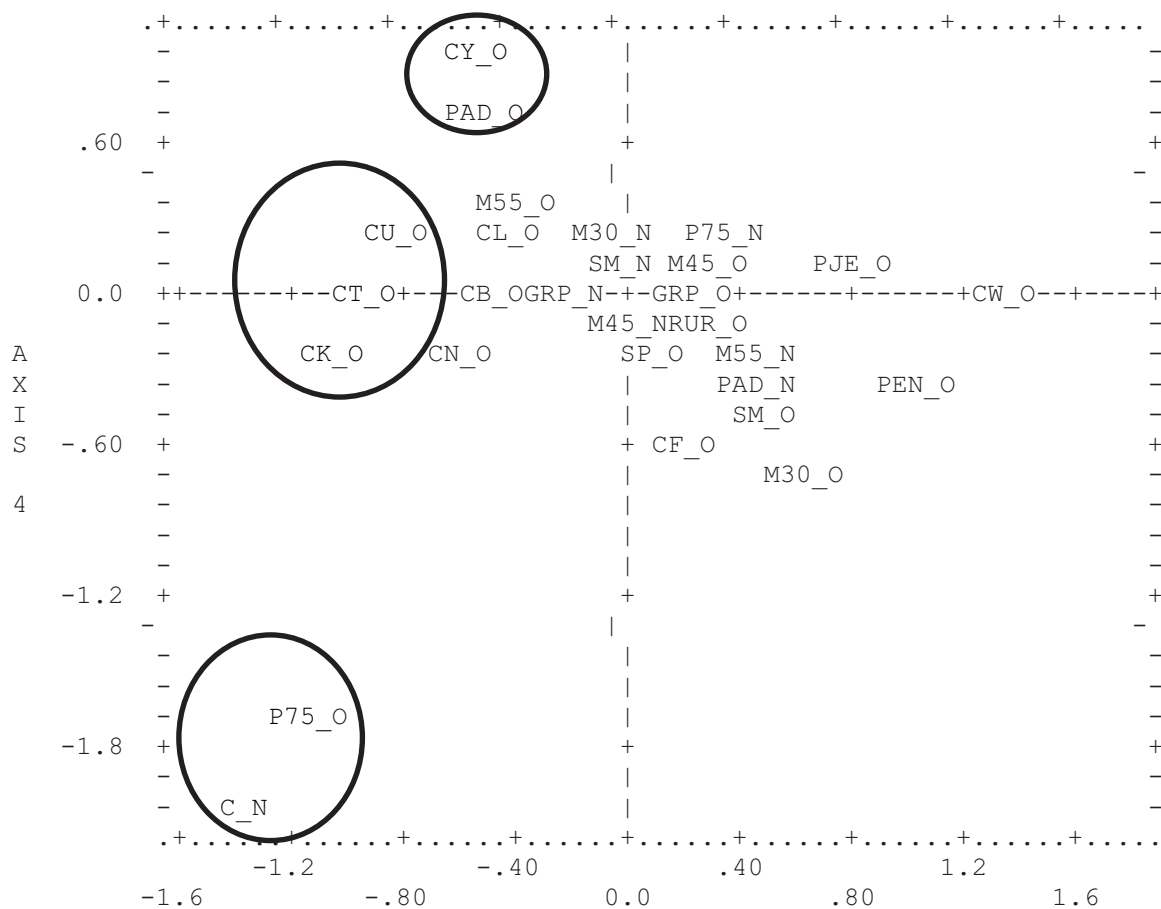 .+.......+.......+.......+.......+.......+.......+.......+.......+.....
- CY_O | -
- | -
- PAD_O | -
.60 + + +
- | -
- M55_O | -
- CU_O CL_O M30_N P75_N -
- SM_N M45_O PJE_O -
0.0 ++-------+--CT_O+---CB_OGRP_N-+-GRP_O+-------+-------+CW_O--+-----+
- M45_NRUR_O -
A - CK_O CN_O SP_O M55_N -
X - | PAD_N PEN_O -
I - | SM_O -
S -.60 + + CF_O +
- | M30_O -
4 - | -
- | -
- | -
-1.2 + + +
- | -
- | -
- | -
- P75_O | -
-1.8 + + +
- | -
- C_N | -
.+.......+.......+.......+.......+.......+.......+.......+.......+.....
-1.2 -.40 .40 1.2
-1.6 -.80 0.0 .80 1.6